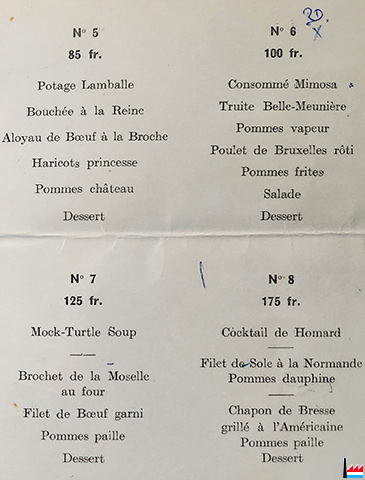 Nº 5
85 fr.
Potage Lamballe
Bouchée à la Reine
Aloyau de Bœuf à la Broche
Haricots princesse
Pommes château
Dessert
Nº 6
100 fr.
Consommé Mimosa
Truite Belle-Meunière
Pommes vapeur
Poulet de Bruxelles rôti
Pommes frites
Salade
Dessert
Nº 7
125 fr.
Mock-Turtle Soup
Brochet de la Moselle
au four
Filet de Bœuf garni
Pommes paille
Dessert
Nº 8
175 fr.
Cocktail de Homard
Filet de Sole à la Normande
Pommes dauphine
Chapon de Bresse
grillé à l'Américaine
Pommes paille
Dessert